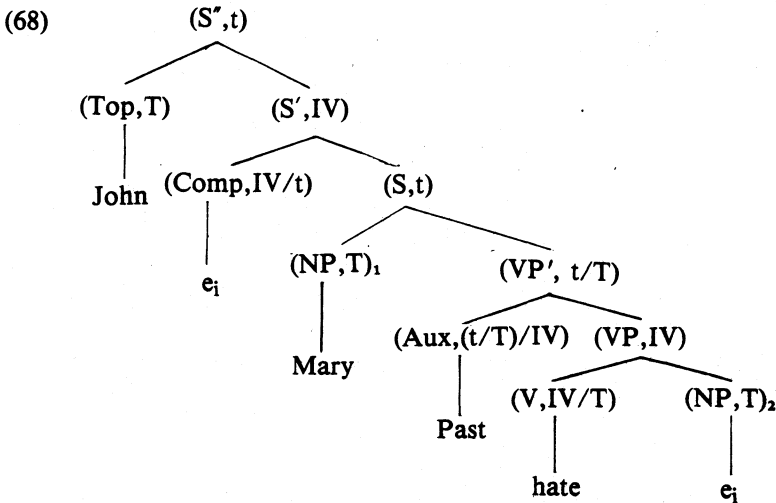 (68) (S″,t)
(Top,T) (S′,IV)
John (Comp,IV/t) (S,t)
eᵢ (NP,T)₁ (VP′, t/T)
Mary (Aux,(t/T)/IV) (VP,IV)
Past (V,IV/T) (NP,T)₂
hate eᵢ